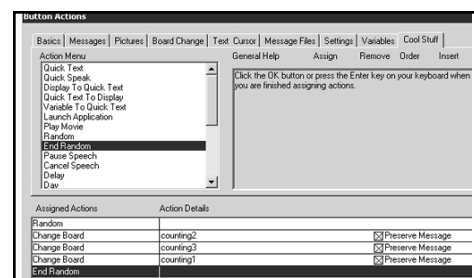 Button Actions
Basics Messages Pictures Board Change Text Cursor Message Files Settings Variables Cool Stuff
Action Menu General Help Assign Remove Order Insert
Quick Text
Quick Speak
Display To Quick Text
Quick Text To Display
Variable To Quick Text
Launch Application
Play Movie
Random
End Random
Pause Speech
Cancel Speech
Delay
Day
Click the OK button or press the Enter key on your keyboard when
you are finished assigning actions.
Assigned Actions Action Details
Random
Change Board counting2 Preserve Message
Change Board counting3 Preserve Message
Change Board counting1 Preserve Message
End Random